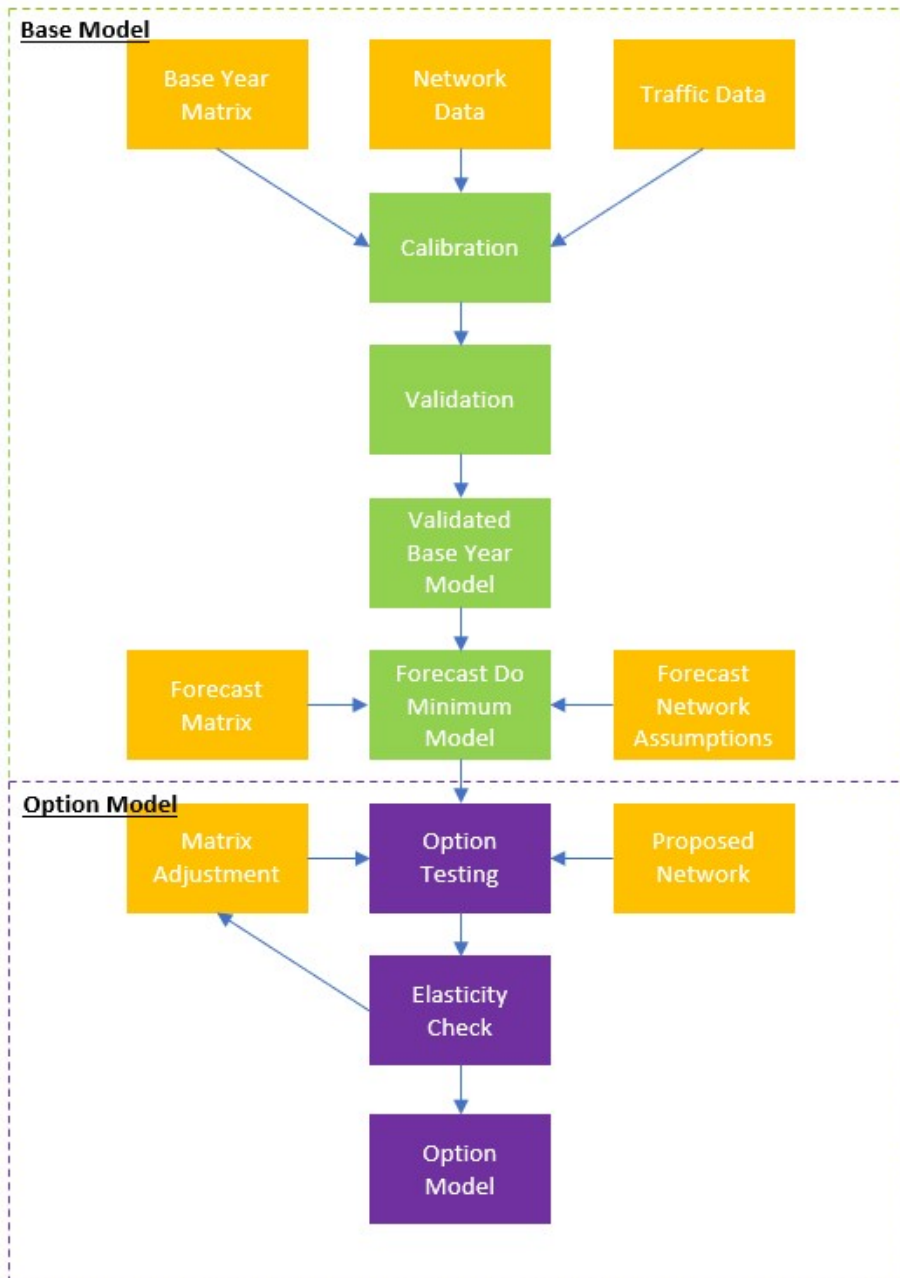 Base Model
Base Year
Matrix
Network
Data
Traffic Data
Calibration
Validation
Validated
Base Year
Model
Forecast
Matrix
Forecast Do
Minimum
Model
Forecast
Network
Assumptions
Option Model
Matrix
Adjustment
Option
Testing
Proposed
Network
Elasticity
Check
Option
Model